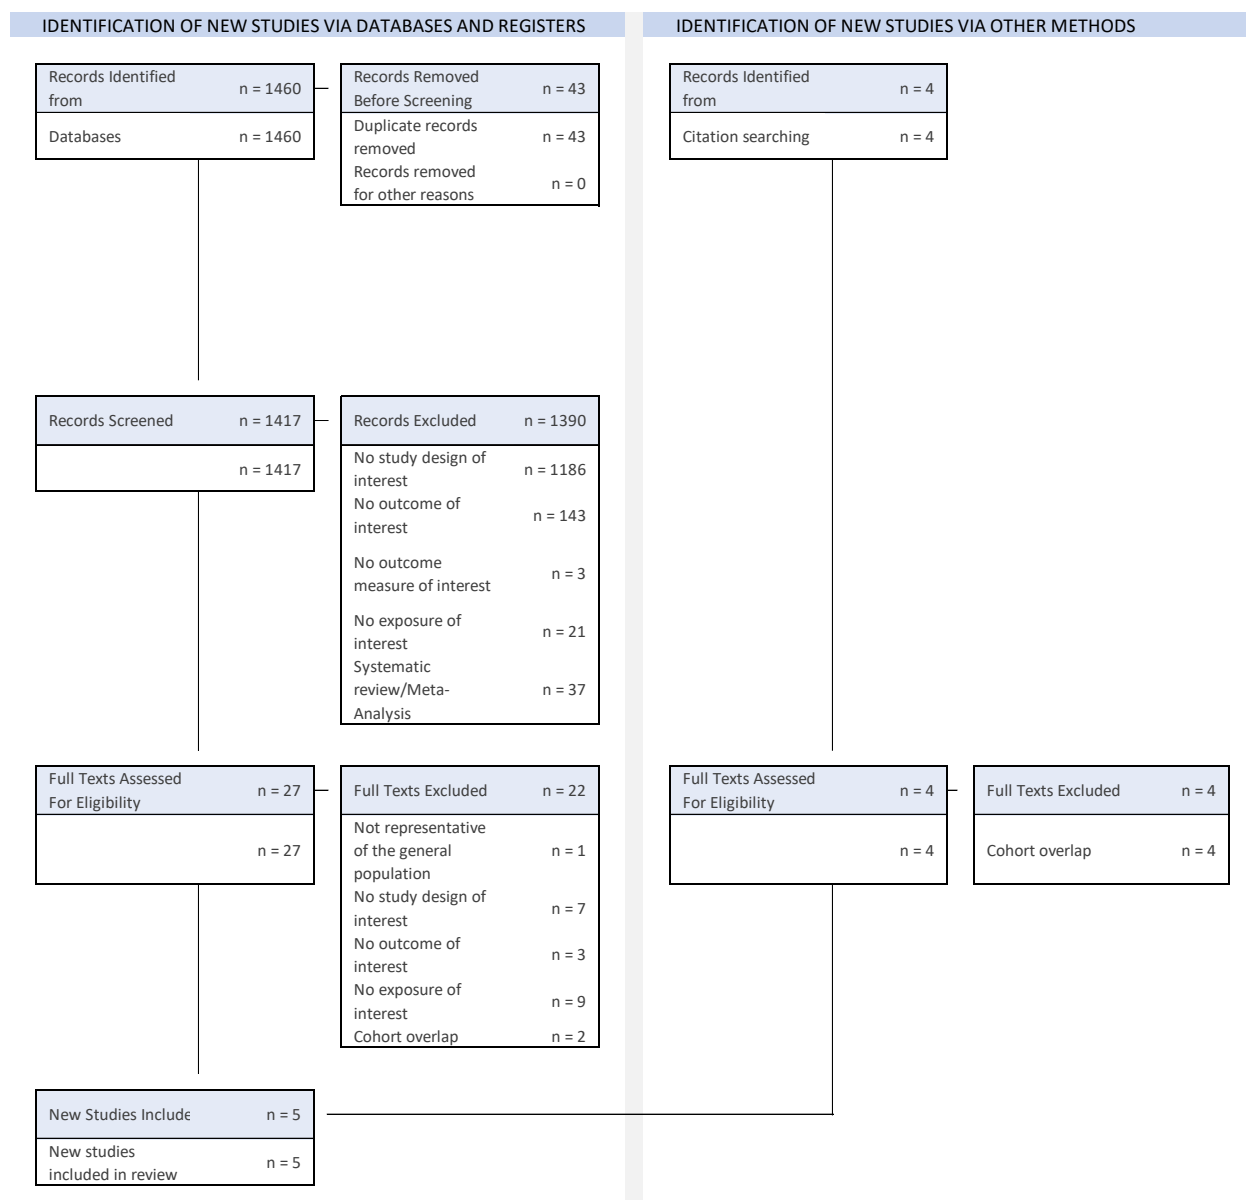 IDENTIFICATION OF NEW STUDIES VIA DATABASES AND REGISTERS
Records Identified
from
n = 1460
Databases
n = 1460
Records Removed
Before Screening
n = 43
Duplicate records
removed
n = 43
Records removed
for other reasons
n = 0
Records Screened
n = 1417
n = 1417
Records Excluded
n = 1390
No study design of
interest
n = 1186
No outcome of
interest
n = 143
No outcome
measure of interest
n = 3
No exposure of
interest
n = 21
Systematic
review/Meta-
Analysis
n = 37
Full Texts Assessed
For Eligibility
n = 27
n = 27
Full Texts Excluded
n = 22
Not representative
of the general
population
n = 1
No study design of
interest
n = 7
No outcome of
interest
n = 3
No exposure of
interest
n = 9
Cohort overlap
n = 2
New Studies Include
n = 5
New studies
included in review
n = 5
IDENTIFICATION OF NEW STUDIES VIA OTHER METHODS
Records Identified
from
n = 4
Citation searching
n = 4
Full Texts Assessed
For Eligibility
n = 4
n = 4
Full Texts Excluded
n = 4
Cohort overlap
n = 4